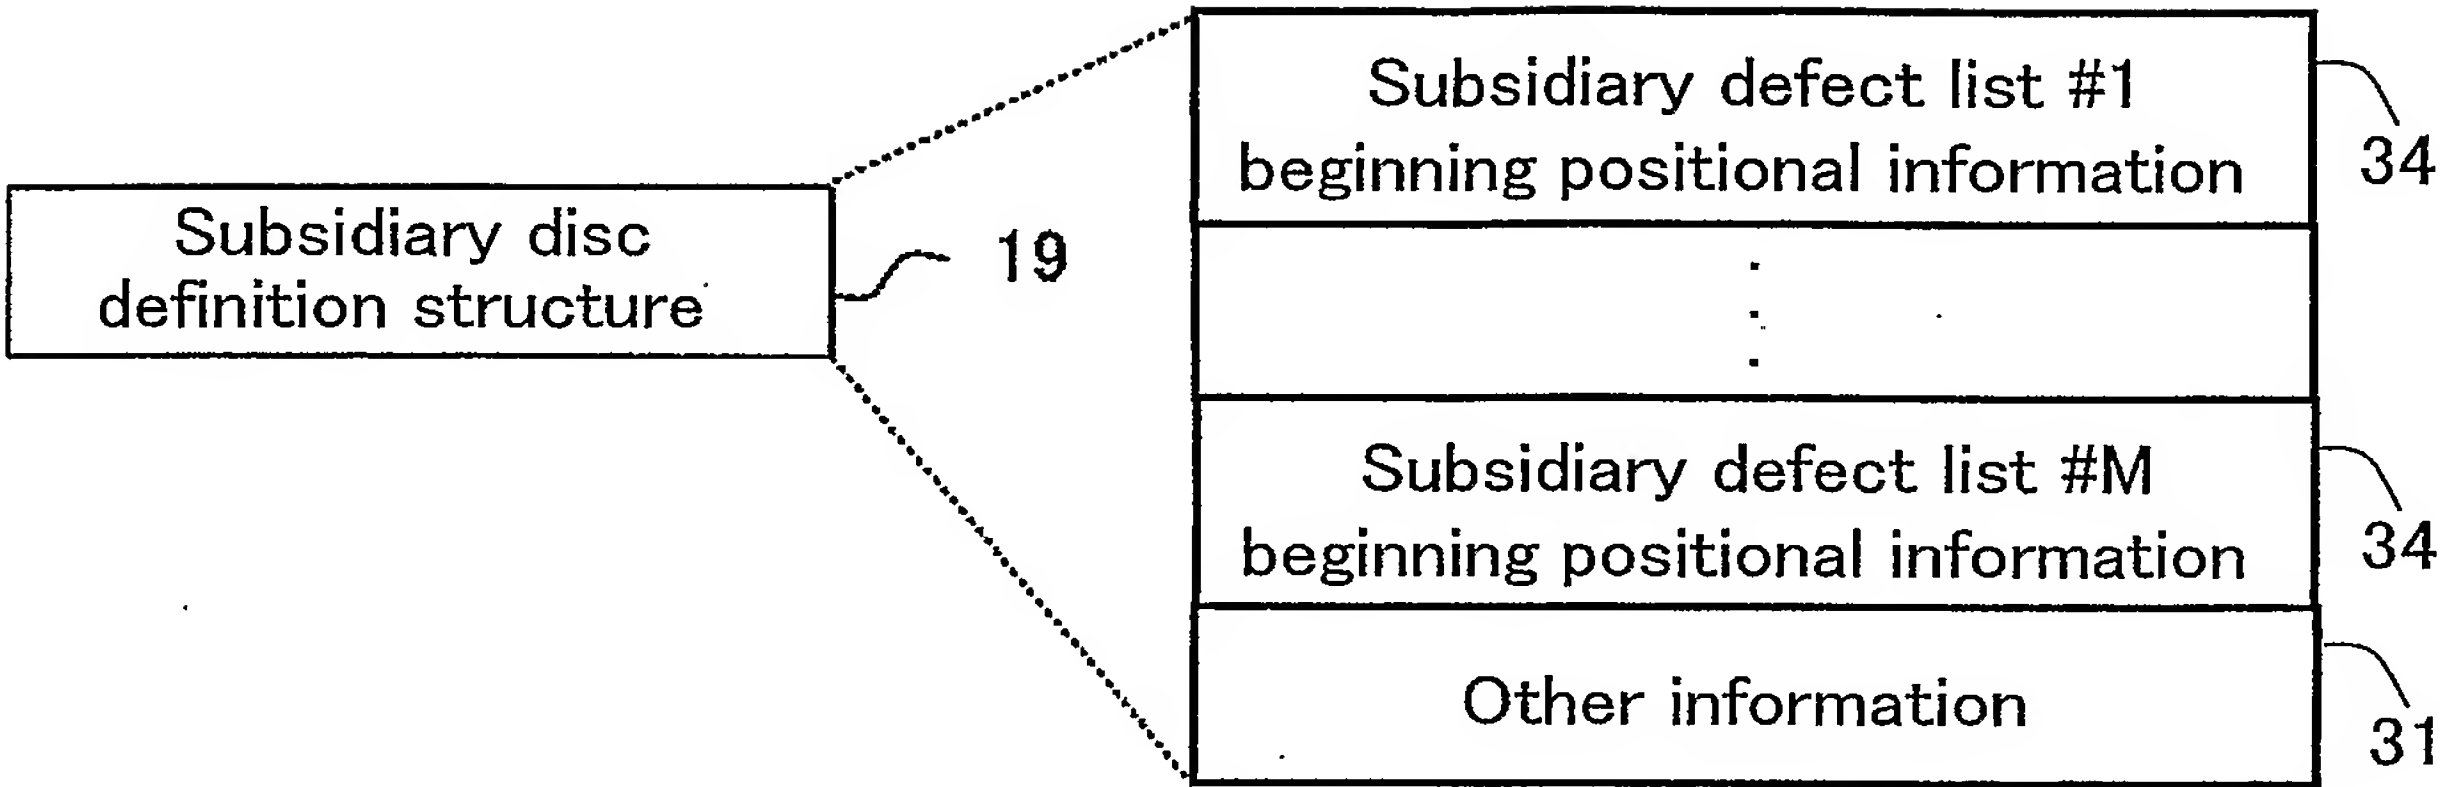 Subsidiary disc
definition structure
19
Subsidiary defect list #1
beginning positional information
34
Subsidiary defect list #M
beginning positional information
34
Other information
31